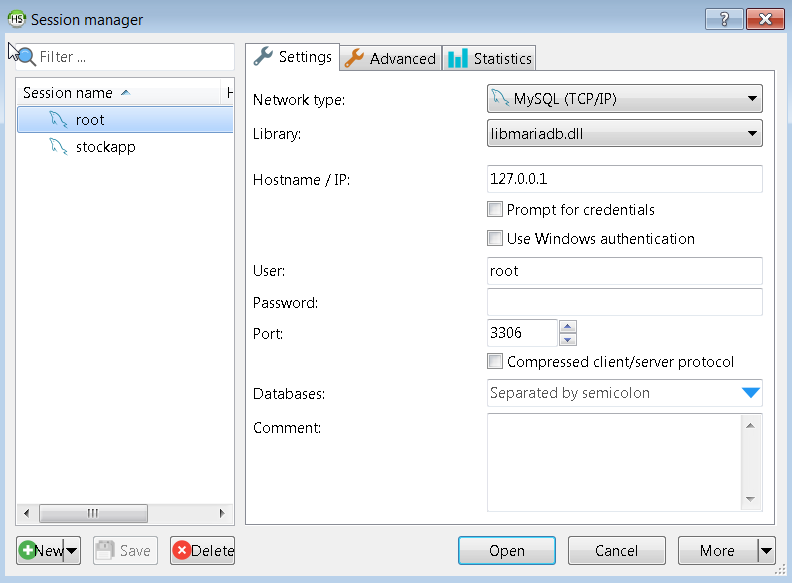 HS Session manager
?
Filter ...
Session name H
root
stockapp
Settings Advanced Statistics
Network type: MySQL (TCP/IP)
Library: libmariadb.dll
Hostname / IP: 127.0.0.1
Prompt for credentials
Use Windows authentication
User: root
Password:
Port: 3306
Compressed client/server protocol
Databases: Separated by semicolon
Comment:
New Save Delete Open Cancel More